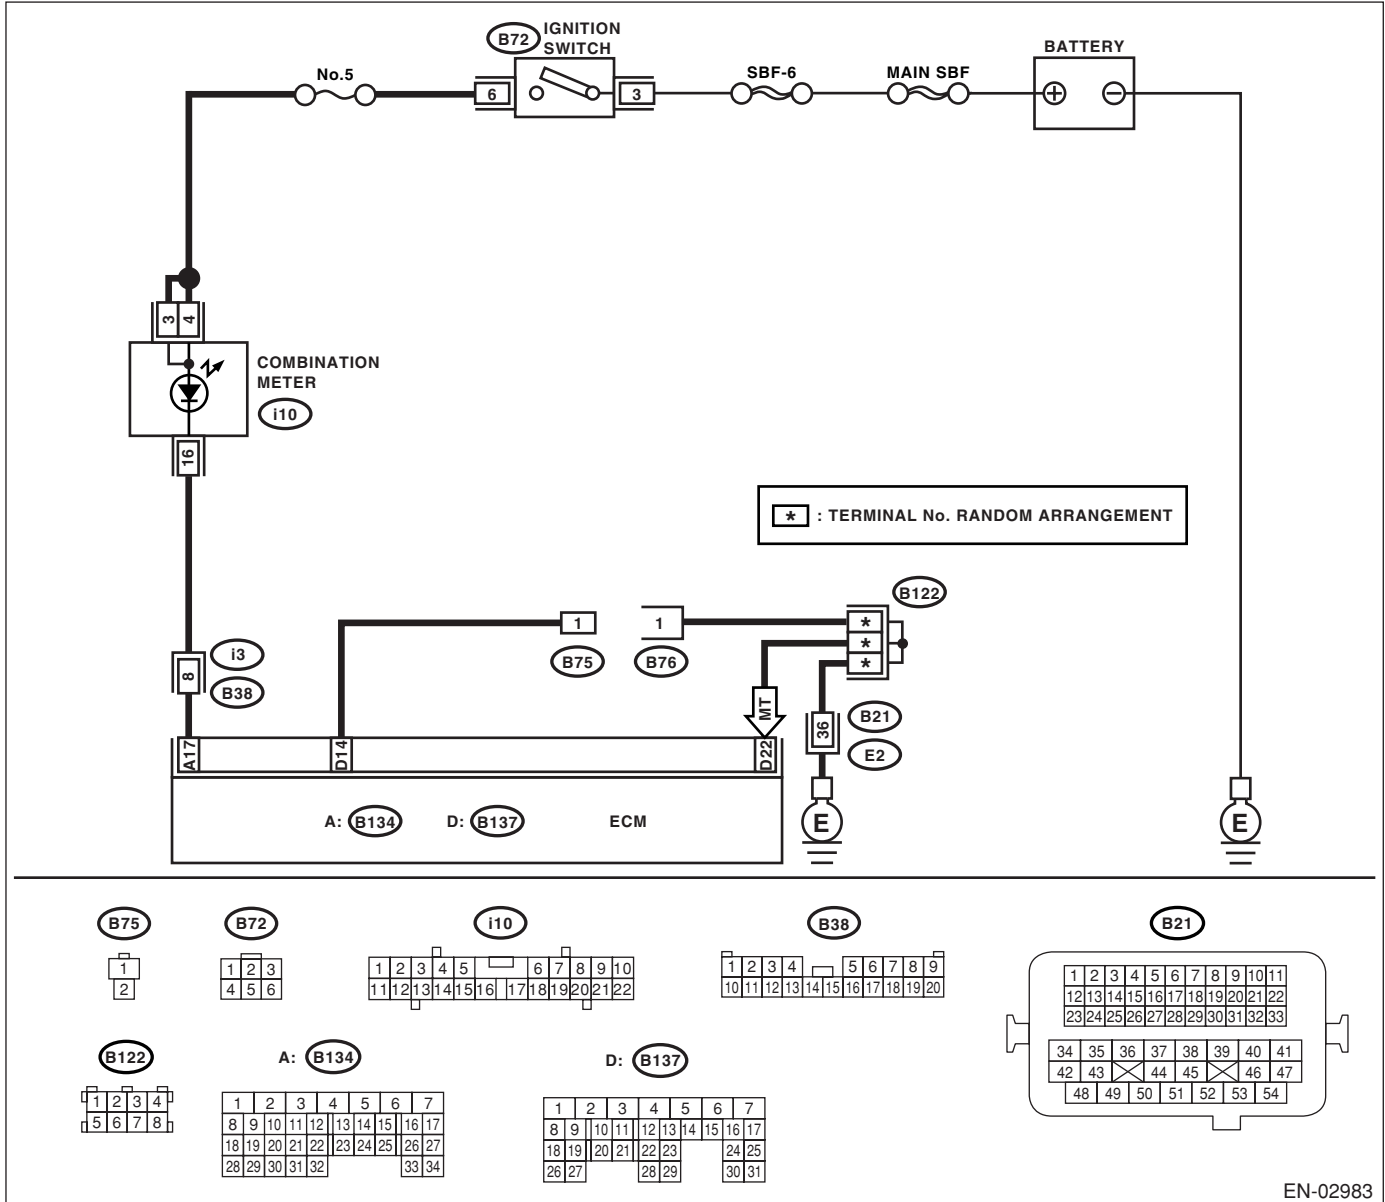 B72 IGNITION
SWITCH
BATTERY
No.5
SBF-6
MAIN SBF
6
3
+
−
3 4
COMBINATION
METER
i10
16
* : TERMINAL No. RANDOM ARRANGEMENT
B122
1
1
*
*
*
B75
B76
i3
8
B38
MT
36
B21
E2
A17
D14
D22
A: B134 D: B137 ECM
E
E
B75
B72
i10
B38
B21
1
2
1 2 3
4 5 6
1 2 3 4 5 6 7 8 9 10
11 12 13 14 15 16 17 18 19 20 21 22
1 2 3 4 5 6 7 8 9
10 11 12 13 14 15 16 17 18 19 20
1 2 3 4 5 6 7 8 9 10 11
12 13 14 15 16 17 18 19 20 21 22
23 24 25 26 27 28 29 30 31 32 33
34 35 36 37 38 39 40 41
42 43 44 45 46 47
48 49 50 51 52 53 54
B122
A: B134
D: B137
1 2 3 4
5 6 7 8
1 2 3 4 5 6 7
8 9 10 11 12 13 14 15 16 17
18 19 20 21 22 23 24 25 26 27
28 29 30 31 32 33 34
1 2 3 4 5 6 7
8 9 10 11 12 13 14 15 16 17
18 19 20 21 22 23 24 25
26 27 28 29 30 31
EN-02983